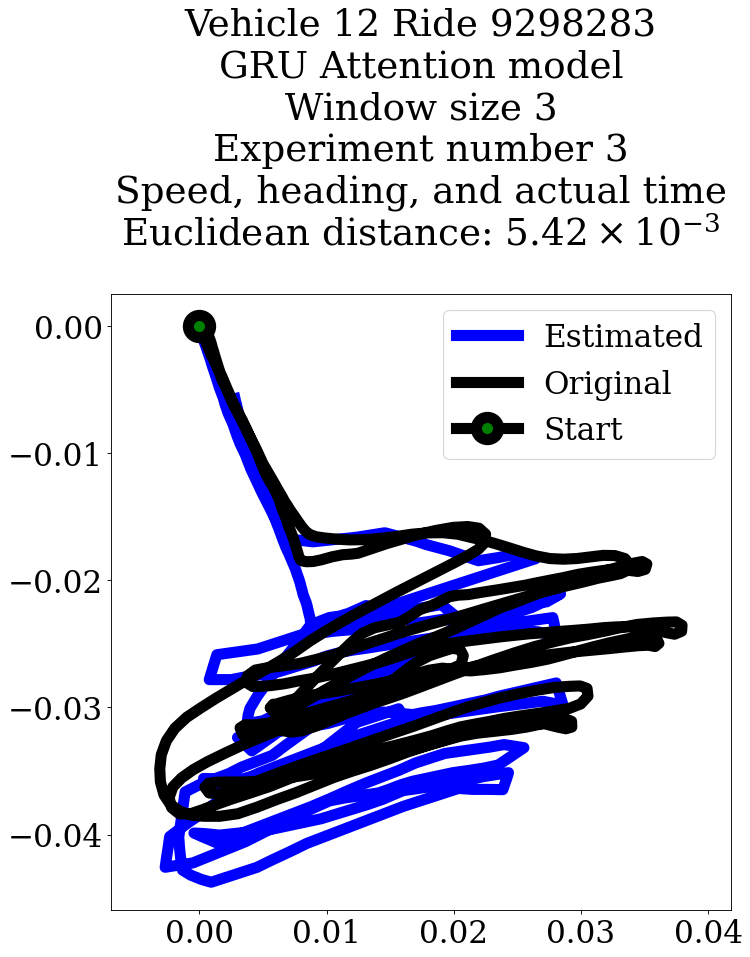 Vehicle 12 Ride 9298283
GRU Attention model
Window size 3
Experiment number 3
Speed, heading, and actual time
Euclidean distance: 5.42 × 10⁻³
Estimated
Original
Start
0.00
−0.01
−0.02
−0.03
−0.04
0.00 0.01 0.02 0.03 0.04